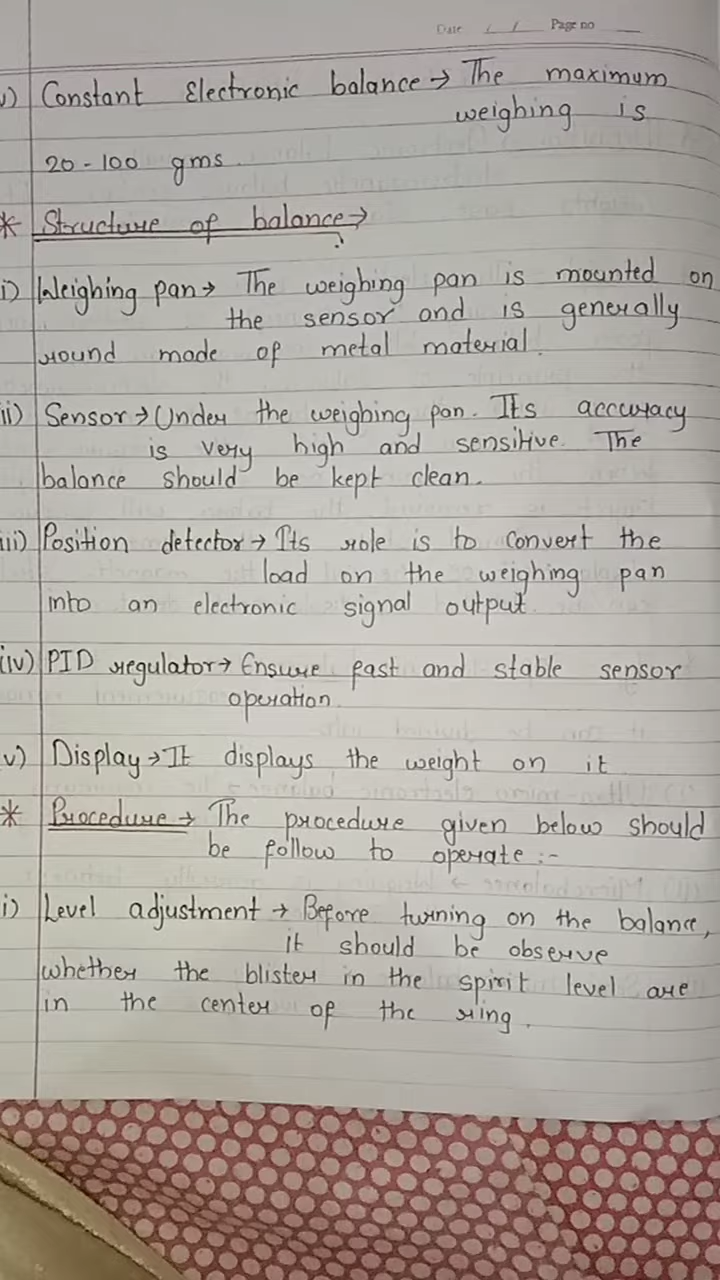 Date / / Page no
v) Constant Electronic balance → The maximum
weighing is
20-100 gms.
* Structure of balance →
i) Weighing pan → The weighing pan is mounted on
the sensor and is generally
round made of metal material.
ii) Sensor → Under the weighing pan. Its accuracy
is very high and sensitive. The
balance should be kept clean.
iii) Position detector → Its role is to convert the
load on the weighing pan
into an electronic signal output.
iv) PID regulator → Ensure fast and stable sensor
operation.
v) Display → It displays the weight on it
* Procedure → The procedure given below should
be follow to operate :-
i) Level adjustment → Before turning on the balance,
it should be observe
whether the blister in the spirit level are
in the center of the ring.